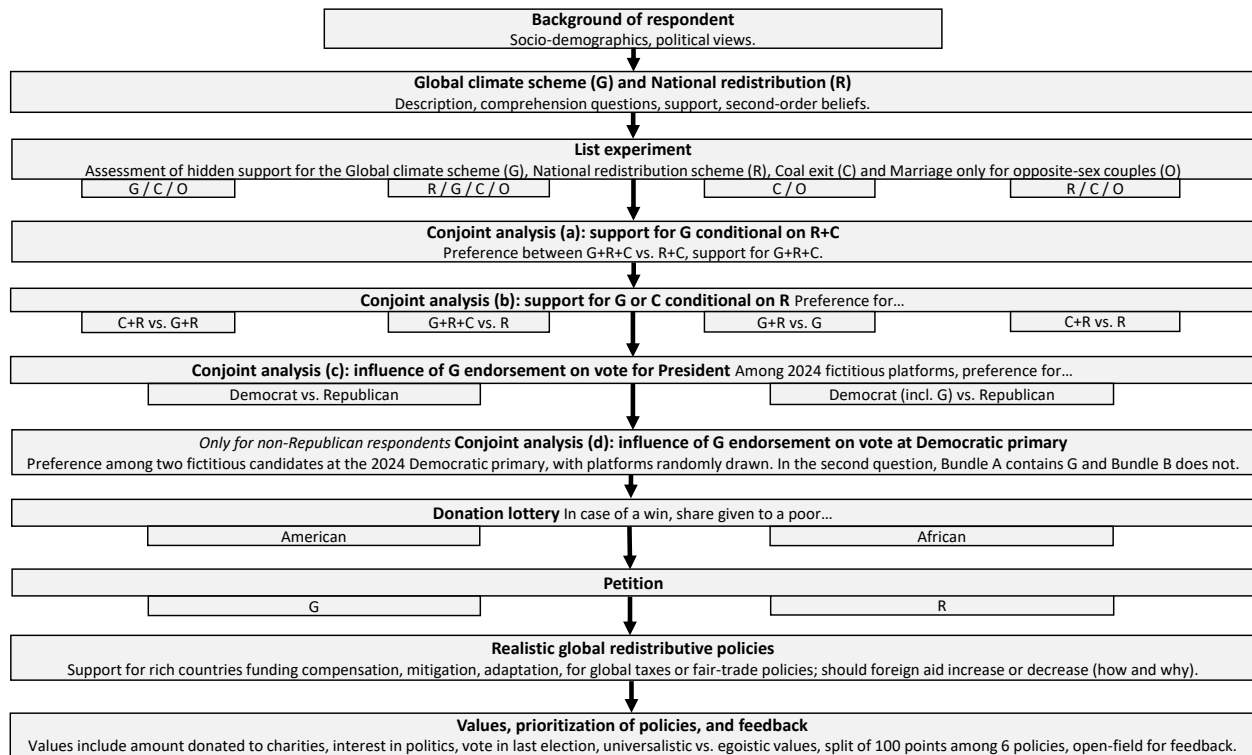 Background of respondent
Socio-demographics, political views.
Global climate scheme (G) and National redistribution (R)
Description, comprehension questions, support, second-order beliefs.
List experiment
Assessment of hidden support for the Global climate scheme (G), National redistribution scheme (R), Coal exit (C) and Marriage only for opposite-sex couples (O)
G / C / O
R / G / C / O
C / O
R / C / O
Conjoint analysis (a): support for G conditional on R+C
Preference between G+R+C vs. R+C, support for G+R+C.
Conjoint analysis (b): support for G or C conditional on R Preference for…
C+R vs. G+R
G+R+C vs. R
G+R vs. G
C+R vs. R
Conjoint analysis (c): influence of G endorsement on vote for President Among 2024 fictitious platforms, preference for…
Democrat vs. Republican
Democrat (incl. G) vs. Republican
Only for non-Republican respondents Conjoint analysis (d): influence of G endorsement on vote at Democratic primary
Preference among two fictitious candidates at the 2024 Democratic primary, with platforms randomly drawn. In the second question, Bundle A contains G and Bundle B does not.
Donation lottery In case of a win, share given to a poor…
American
African
Petition
G
R
Realistic global redistributive policies
Support for rich countries funding compensation, mitigation, adaptation, for global taxes or fair-trade policies; should foreign aid increase or decrease (how and why).
Values, prioritization of policies, and feedback
Values include amount donated to charities, interest in politics, vote in last election, universalistic vs. egoistic values, split of 100 points among 6 policies, open-field for feedback.